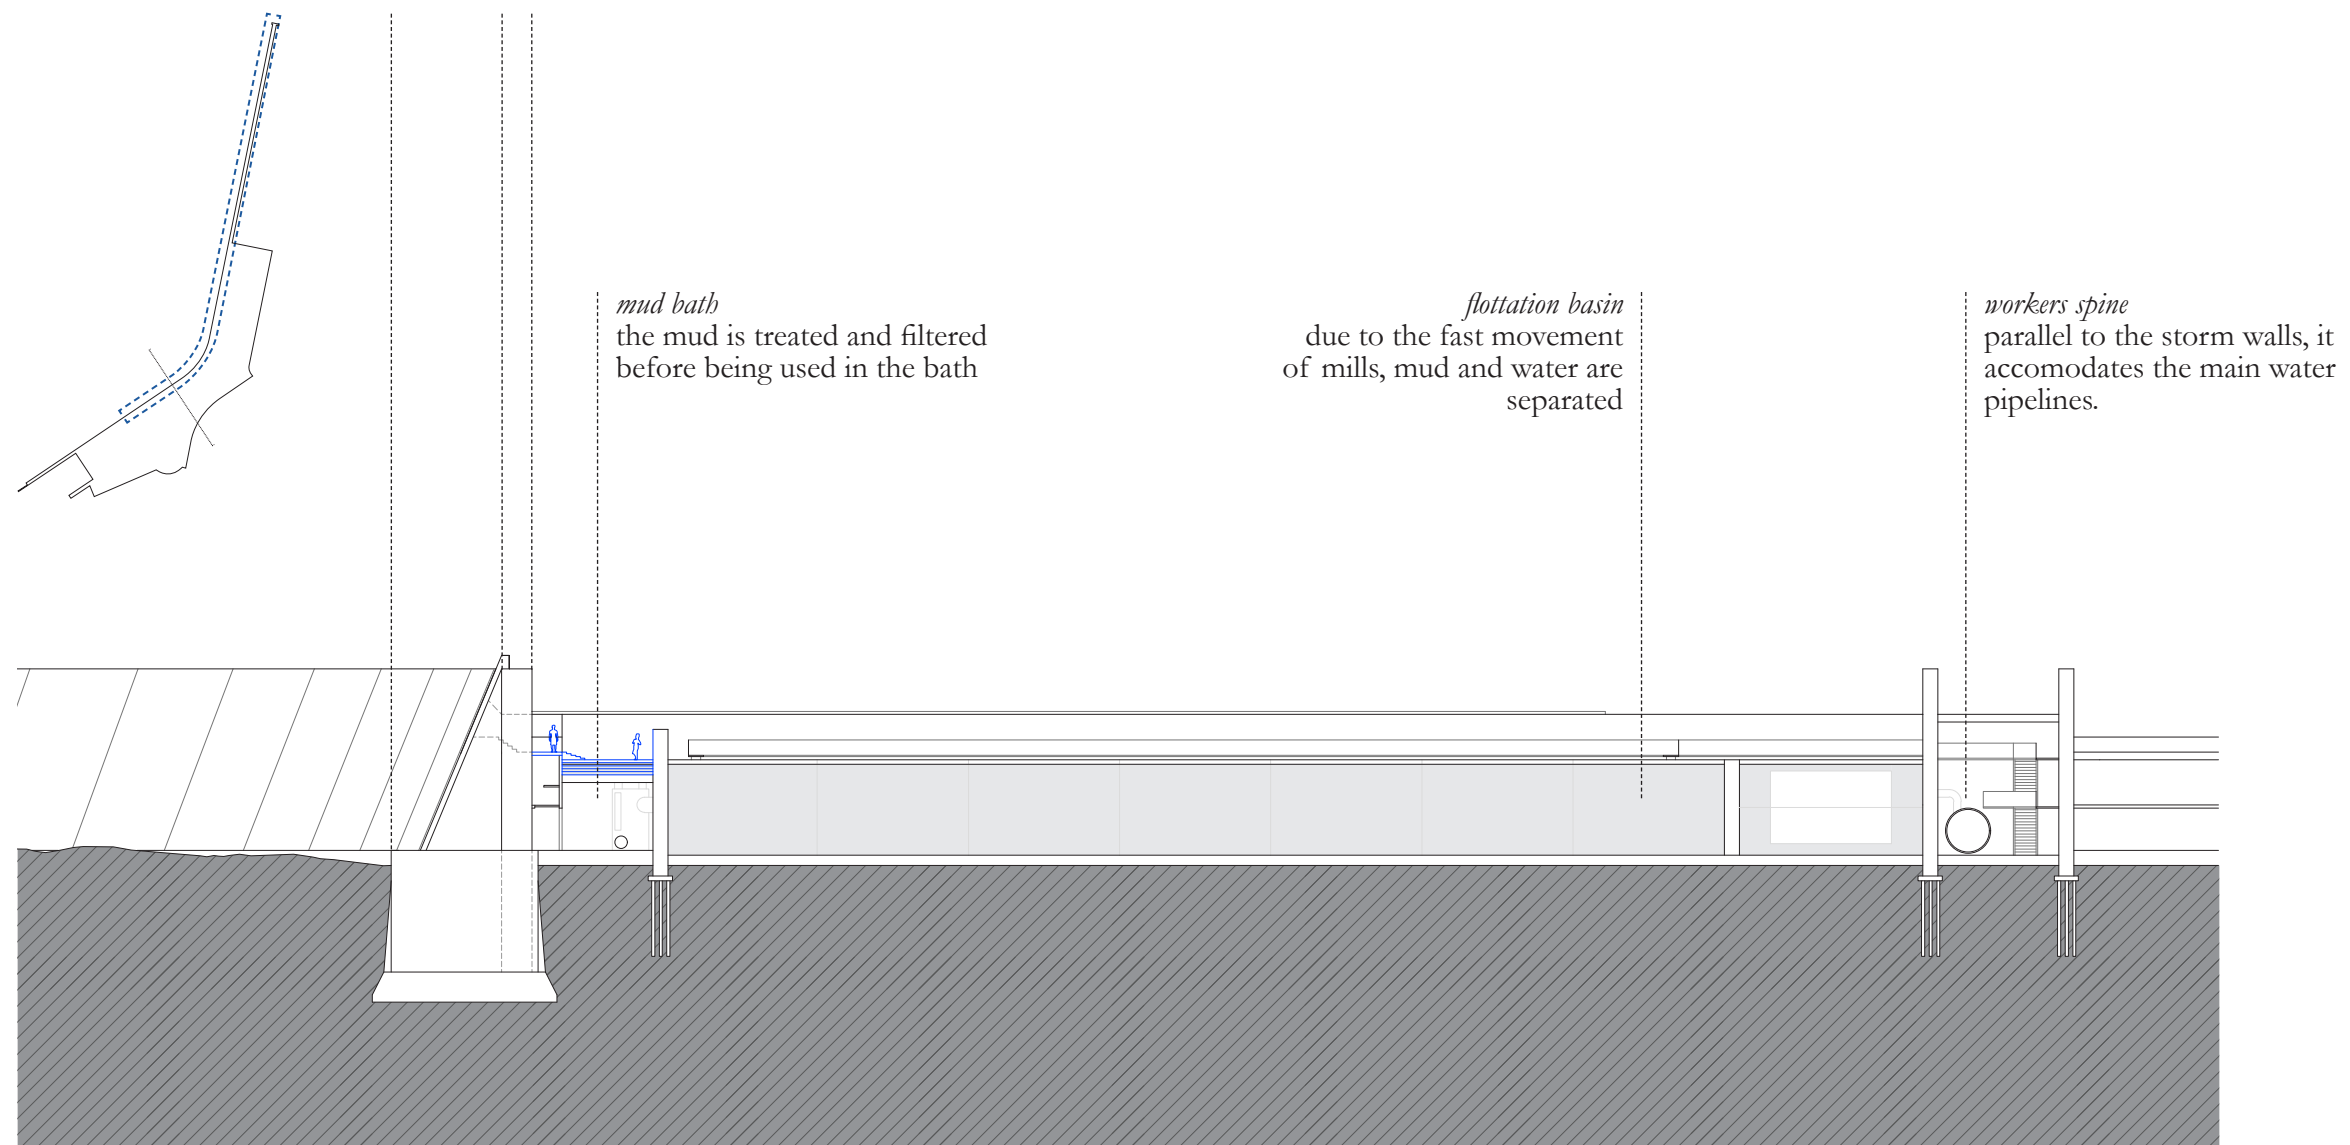 mud bath
the mud is treated and filtered
before being used in the bath
flottation basin
due to the fast movement
of mills, mud and water are
separated
workers spine
parallel to the storm walls, it
accomodates the main water
pipelines.